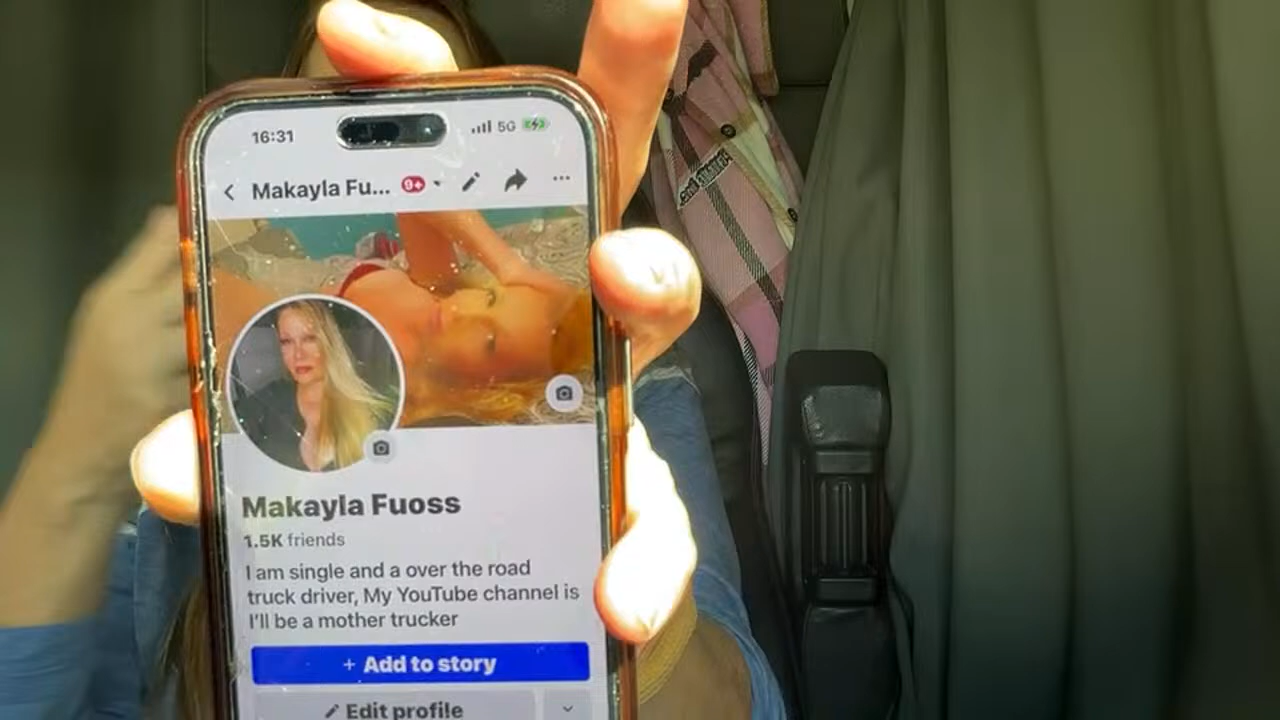 16:31
5G
Makayla Fu...
9+
Makayla Fuoss
1.5K friends
I am single and a over the road
truck driver, My YouTube channel is
I'll be a mother trucker
+ Add to story
Edit profile